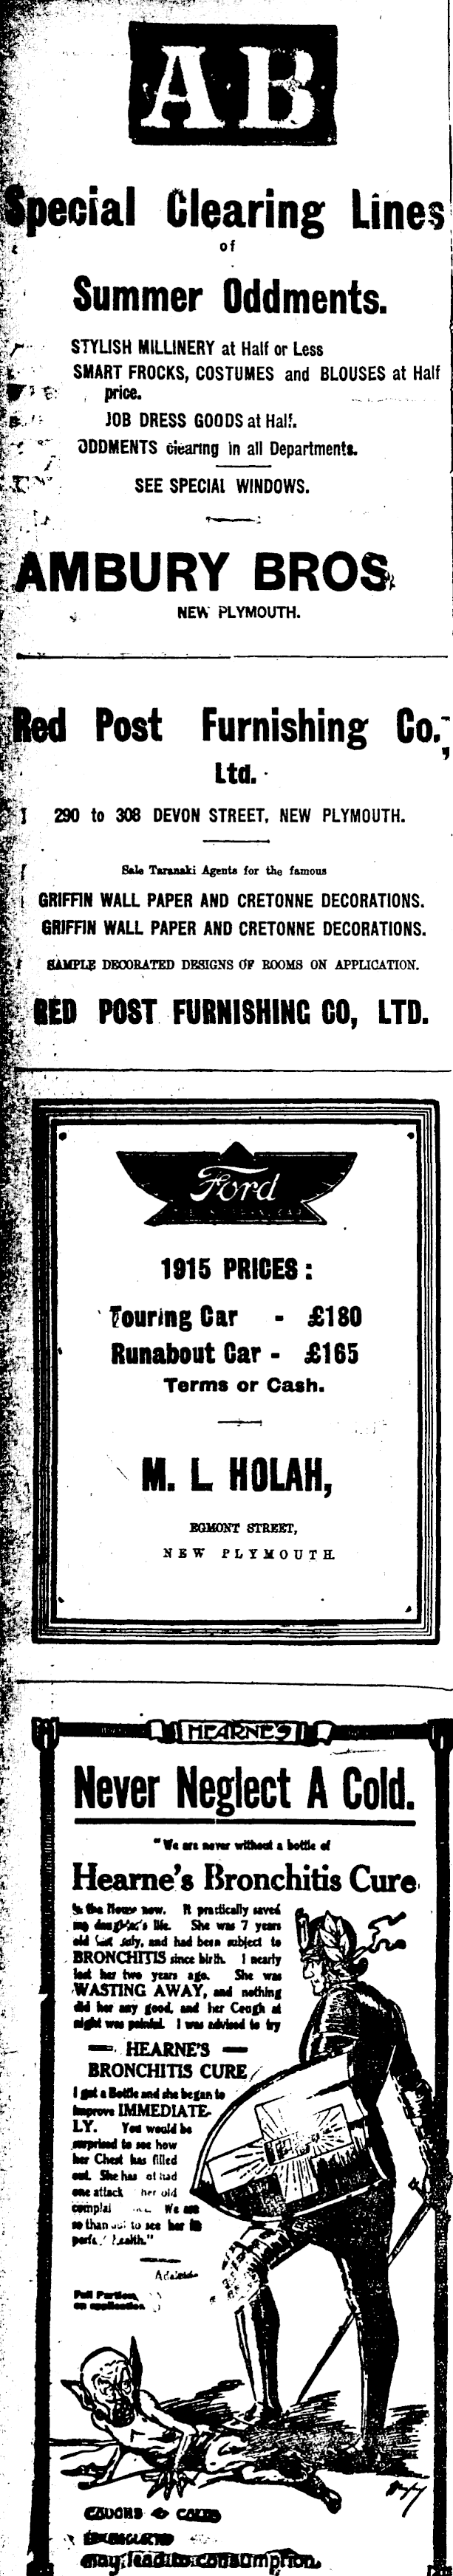 AB
Special Clearing Lines
of
Summer Oddments.
STYLISH MILLINERY at Half or Less
SMART FROCKS, COSTUMES and BLOUSES at Half
price.
JOB DRESS GOODS at Half.
ODDMENTS clearing in all Departments.
SEE SPECIAL WINDOWS.
AMBURY BROS.
NEW PLYMOUTH.
Red Post Furnishing Co.,
Ltd.
290 to 308 DEVON STREET, NEW PLYMOUTH.
Sale Taranaki Agents for the famous
GRIFFIN WALL PAPER AND CRETONNE DECORATIONS.
GRIFFIN WALL PAPER AND CRETONNE DECORATIONS.
SAMPLE DECORATED DESIGNS OF ROOMS ON APPLICATION.
RED POST FURNISHING CO, LTD.
Ford
1915 PRICES:
Touring Car - £180
Runabout Car - £165
Terms or Cash.
M. L HOLAH,
EGMONT STREET,
NEW PLYMOUTH.
HEARNE'S
Never Neglect A Cold.
"We are never without a bottle of
Hearne's Bronchitis Cure
in the House now. It practically saved
my daughter's life. She was 7 years
old last July, and had been subject to
BRONCHITIS since birth. I nearly
lost her two years ago. She was
WASTING AWAY, and nothing
did her any good, and her Cough at
night was painful. I was advised to try
HEARNE'S
BRONCHITIS CURE
I got a Bottle and she began to
improve IMMEDIATE-
LY. You would be
surprised to see how
her Chest has filled
out. She has had
one attack her old
We are
to see her in
health."
Adelaide
Full Particulars
on application
COUGHS & COLDS
may lead to consumption